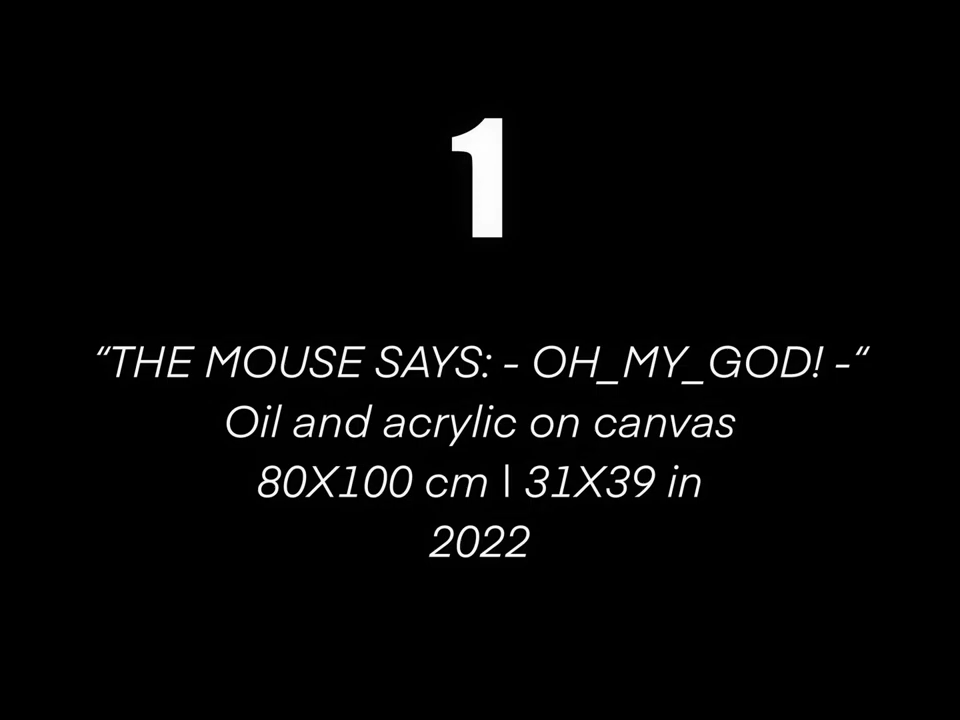 1
“THE MOUSE SAYS: - OH_MY_GOD! -“
Oil and acrylic on canvas
80X100 cm | 31X39 in
2022